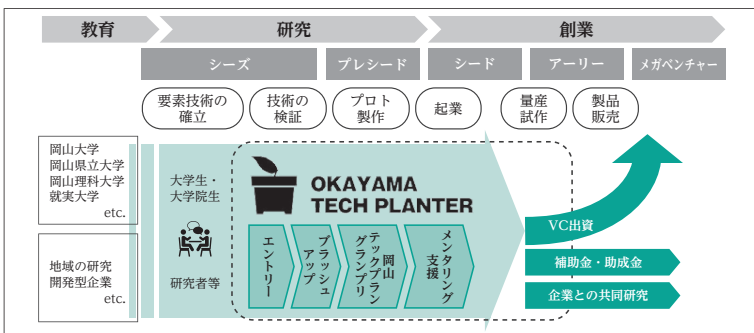 教育
研究
創業
シーズ
プレシード
シード
アーリー
メガベンチャー
要素技術の
確立
技術の
検証
プロト
製作
起業
量産
試作
製品
販売
岡山大学
岡山県立大学
岡山理科大学
就実大学
etc.
地域の研究
開発型企業
etc.
大学生・
大学院生
研究者等
OKAYAMA
TECH PLANTER
エントリー
ブラッシュ
アップ
岡山
テックプラン
グランプリ
メンタリング
支援
VC出資
補助金・助成金
企業との共同研究